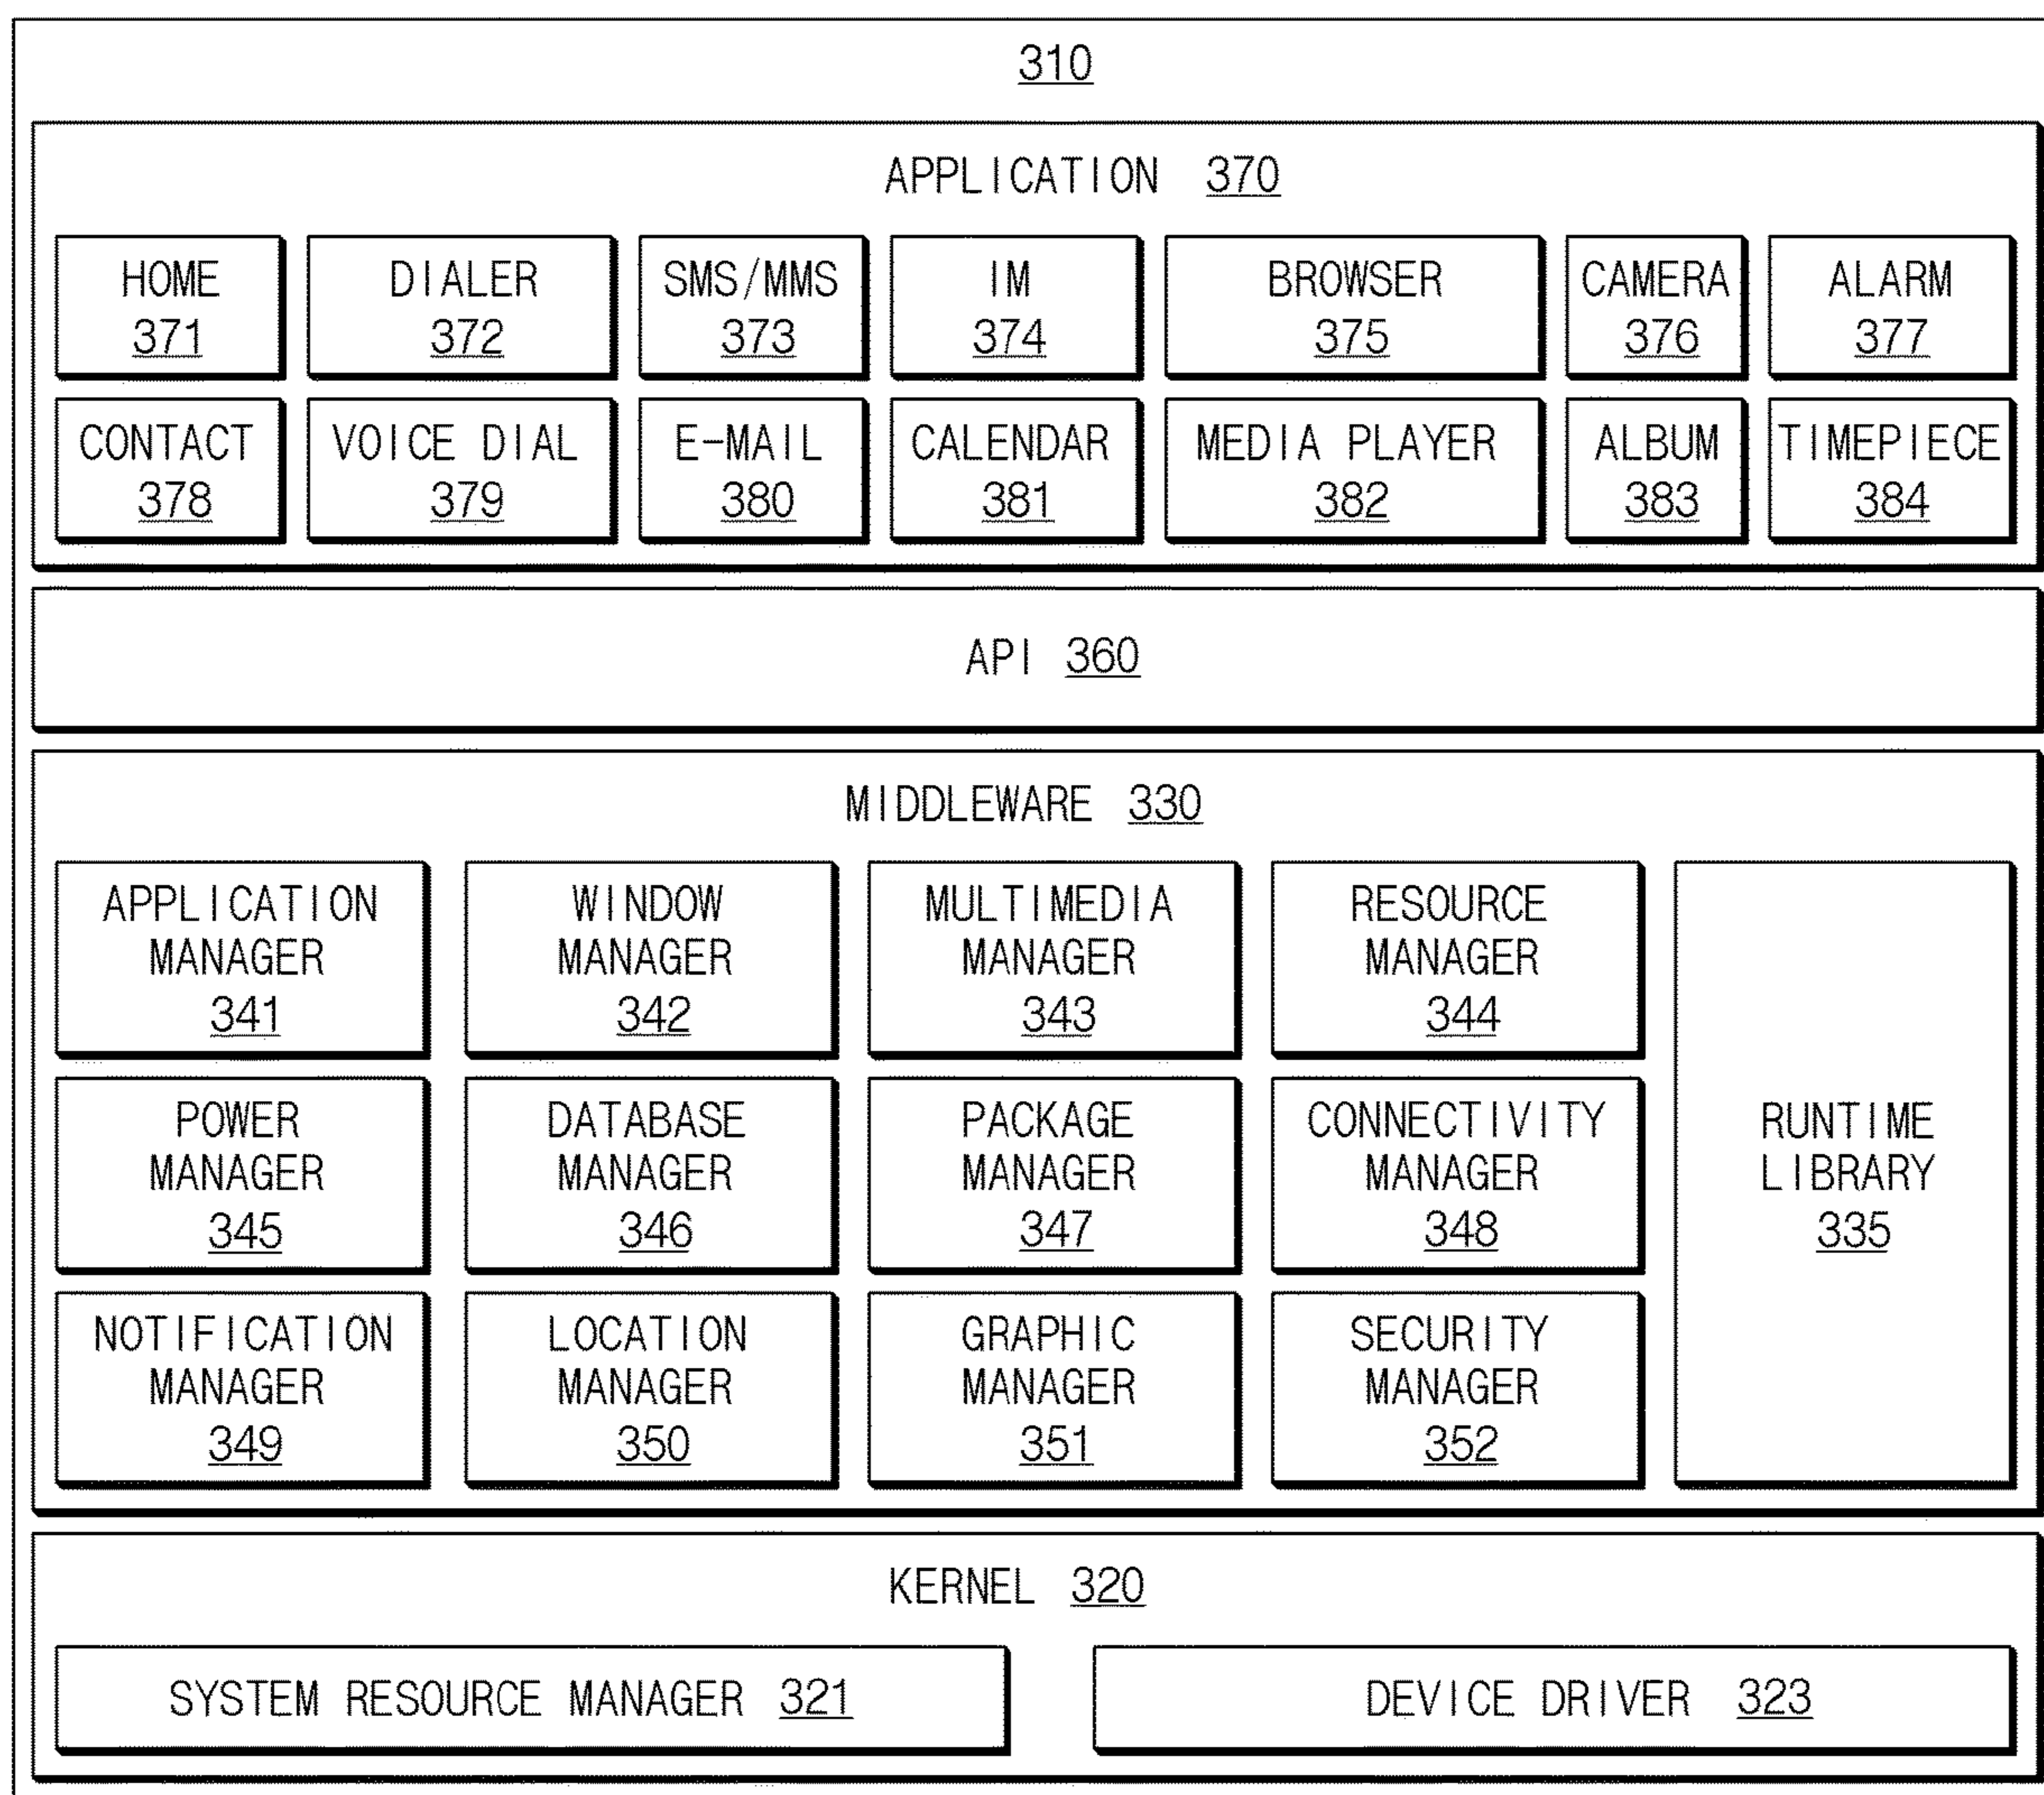 310
APPLICATION 370
HOME
371
DIALER
372
SMS/MMS
373
IM
374
BROWSER
375
CAMERA
376
ALARM
377
CONTACT
378
VOICE DIAL
379
E-MAIL
380
CALENDAR
381
MEDIA PLAYER
382
ALBUM
383
TIMEPIECE
384
API 360
MIDDLEWARE 330
APPLICATION
MANAGER
341
WINDOW
MANAGER
342
MULTIMEDIA
MANAGER
343
RESOURCE
MANAGER
344
POWER
MANAGER
345
DATABASE
MANAGER
346
PACKAGE
MANAGER
347
CONNECTIVITY
MANAGER
348
NOTIFICATION
MANAGER
349
LOCATION
MANAGER
350
GRAPHIC
MANAGER
351
SECURITY
MANAGER
352
RUNTIME
LIBRARY
335
KERNEL 320
SYSTEM RESOURCE MANAGER 321
DEVICE DRIVER 323